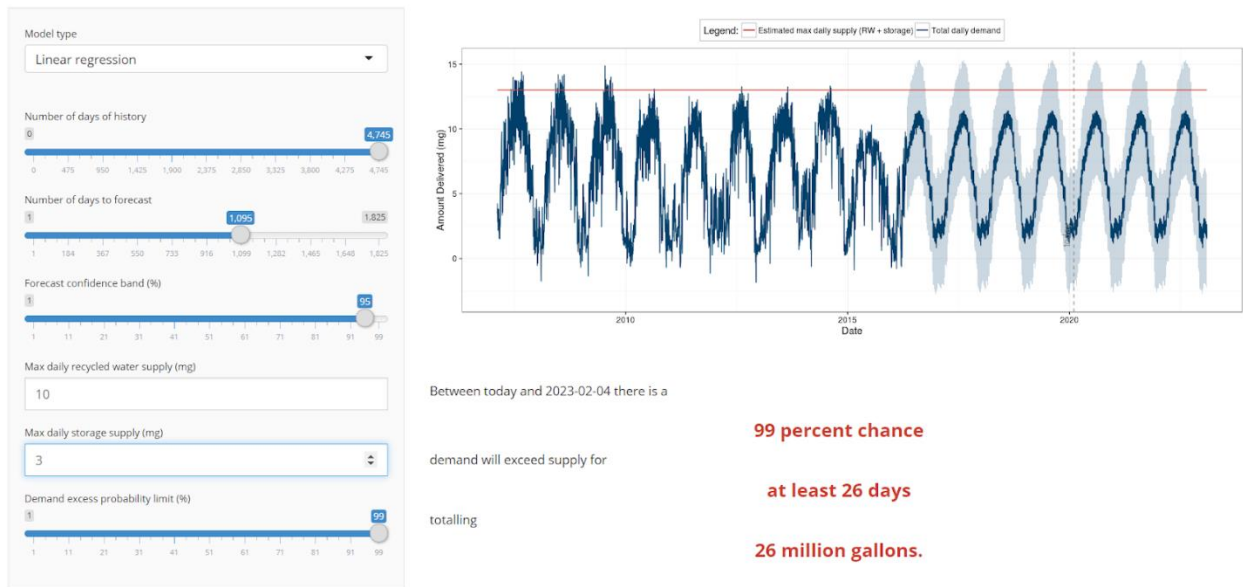 Model type
Linear regression
Number of days of history
0 4,745
0 475 950 1,425 1,900 2,375 2,850 3,325 3,800 4,275 4,745
Number of days to forecast
1 1,095 1,825
1 184 367 550 733 916 1,099 1,282 1,465 1,648 1,825
Forecast confidence band (%)
1 95
1 11 21 31 41 51 61 71 81 91 99
Max daily recycled water supply (mg)
10
Max daily storage supply (mg)
3
Demand excess probability limit (%)
1 99
1 11 21 31 41 51 61 71 81 91 99
Legend: Estimated max daily supply (RW + storage) Total daily demand
Amount Delivered (mg)
15
10
5
0
2010 2015 2020
Date
Between today and 2023-02-04 there is a
99 percent chance
demand will exceed supply for
at least 26 days
totalling
26 million gallons.